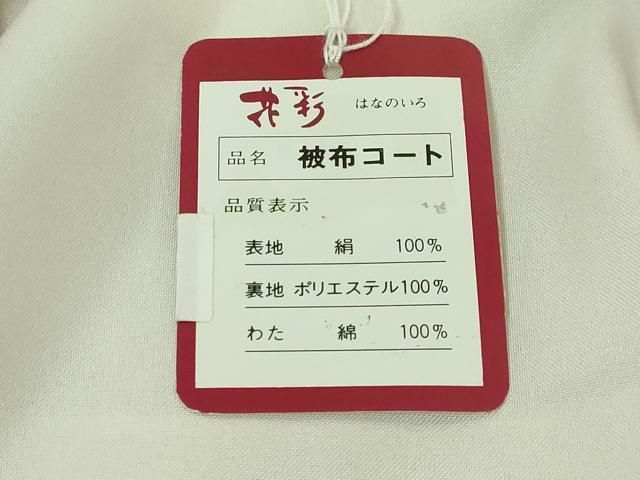 花彩 はなのいろ
品名 被布コート
品質表示
表地 絹 100%
裏地 ポリエステル100%
わた 綿 100%